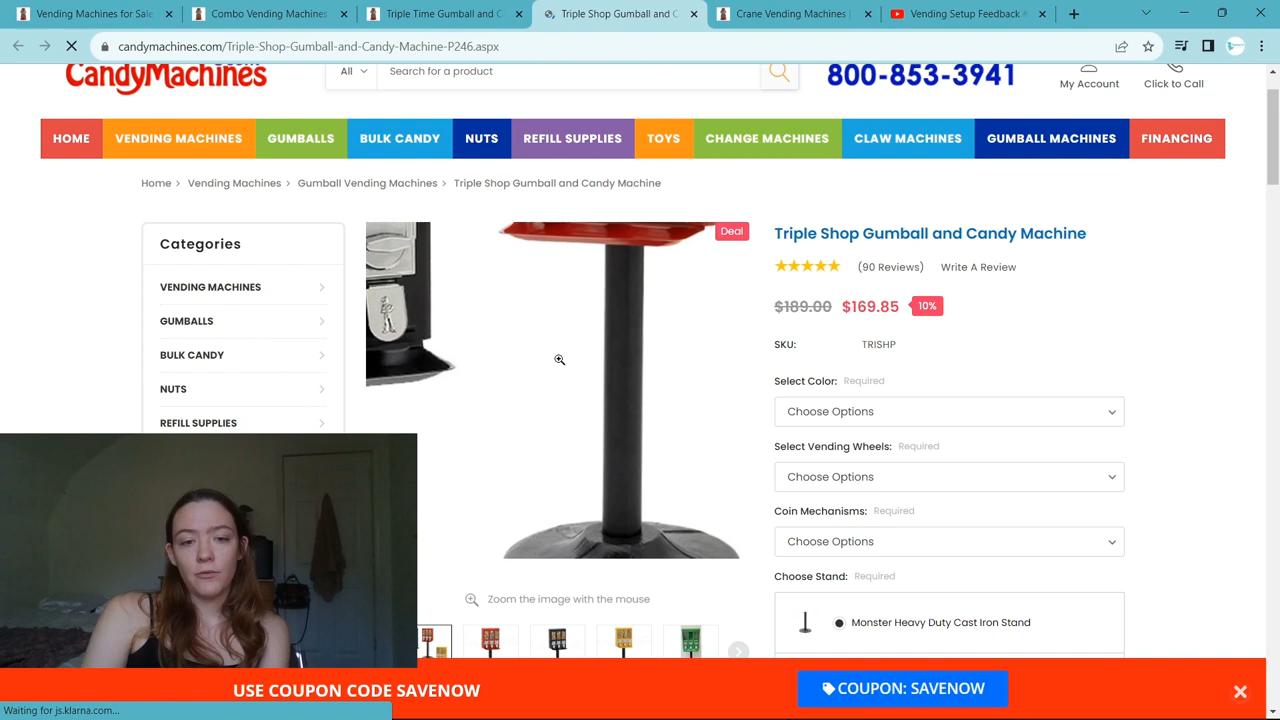 Triple Time Gumball and C
Triple Shop Gumball and C
Crane Vending Machines
YouTube Vending Setup Feedback
candymachines.com/Triple-Shop-Gumball-and-Candy-Machine-P246.aspx
CandyMachines
All
Search for a product
800-853-3941
My Account
Click to Call
HOME
VENDING MACHINES
GUMBALLS
BULK CANDY
NUTS
REFILL SUPPLIES
TOYS
CHANGE MACHINES
CLAW MACHINES
GUMBALL MACHINES
FINANCING
Home > Vending Machines > Gumball Vending Machines > Triple Shop Gumball and Candy Machine
Categories
VENDING MACHINES
GUMBALLS
BULK CANDY
NUTS
REFILL SUPPLIES
Deal
Zoom the image with the mouse
Triple Shop Gumball and Candy Machine
(90 Reviews) Write A Review
$189.00 $169.85 10%
SKU: TRISHP
Select Color: Required
Choose Options
Select Vending Wheels: Required
Choose Options
Coin Mechanisms: Required
Choose Options
Choose Stand: Required
Monster Heavy Duty Cast Iron Stand
USE COUPON CODE SAVENOW
COUPON: SAVENOW
Waiting for js.klarna.com...